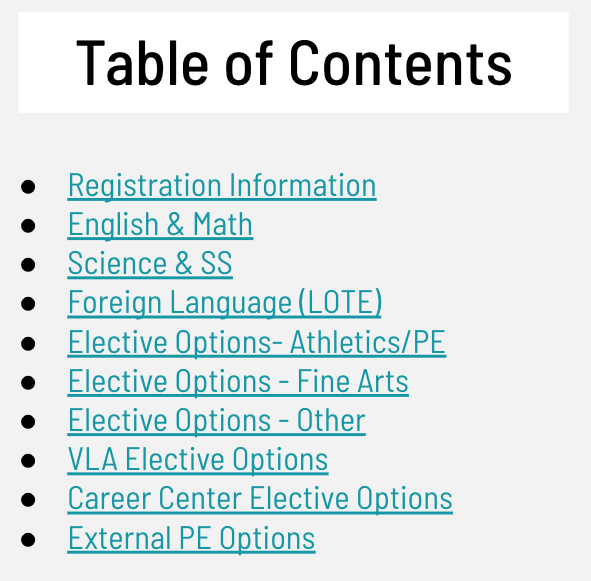 Table of Contents
● Registration Information
● English & Math
● Science & SS
● Foreign Language (LOTE)
● Elective Options- Athletics/PE
● Elective Options - Fine Arts
● Elective Options - Other
● VLA Elective Options
● Career Center Elective Options
● External PE Options